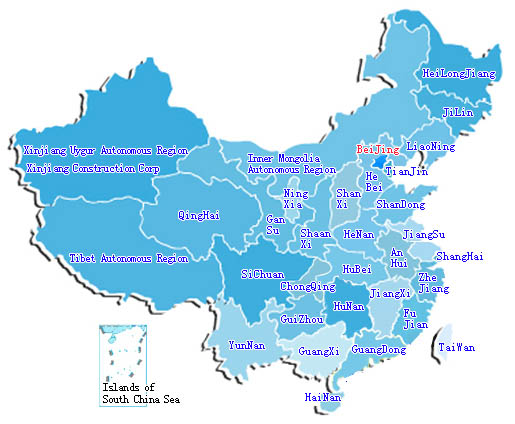 HeiLongJiang
JiLin
LiaoNing
BeiJing
Xinjiang Uygur Autonomous Region
Xinjiang Construction Corp
Inner Mongolia
Autonomous Region
TianJin
He
Bei
Ning
Xia
Shan
Xi
ShanDong
QingHai
Gan
Su
Shaan
Xi
HeNan
JiangSu
Tibet Autonomous Region
An
Hui
ShangHai
SiChuan
HuBei
ChongQing
Zhe
Jiang
JiangXi
HuNan
GuiZhou
Fu
Jian
YunNan
GuangXi
GuangDong
TaiWan
Islands of
South China Sea
HaiNan